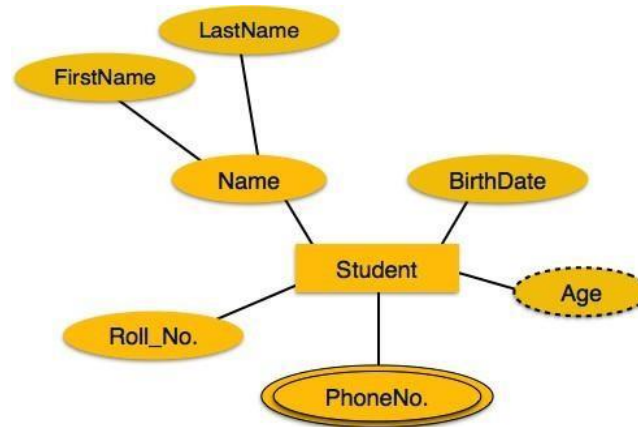 LastName
FirstName
Name
BirthDate
Student
Age
Roll_No.
PhoneNo.